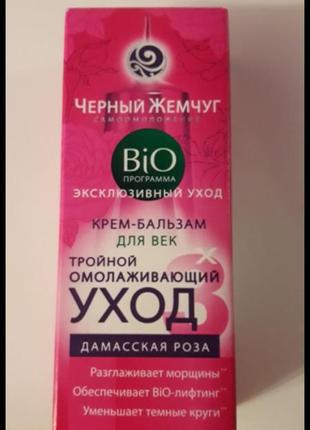 ЧЕРНЫЙ ЖЕМЧУГ
САМООМОЛОЖЕНИЕ
BiO
ПРОГРАММА
ЭКСКЛЮЗИВНЫЙ УХОД
КРЕМ-БАЛЬЗАМ
ДЛЯ ВЕК
ТРОЙНОЙ
ОМОЛАЖИВАЮЩИЙ
УХОД
x3
ДАМАССКАЯ РОЗА
Разглаживает морщины**
Обеспечивает BiO-лифтинг**
Уменьшает темные круги**